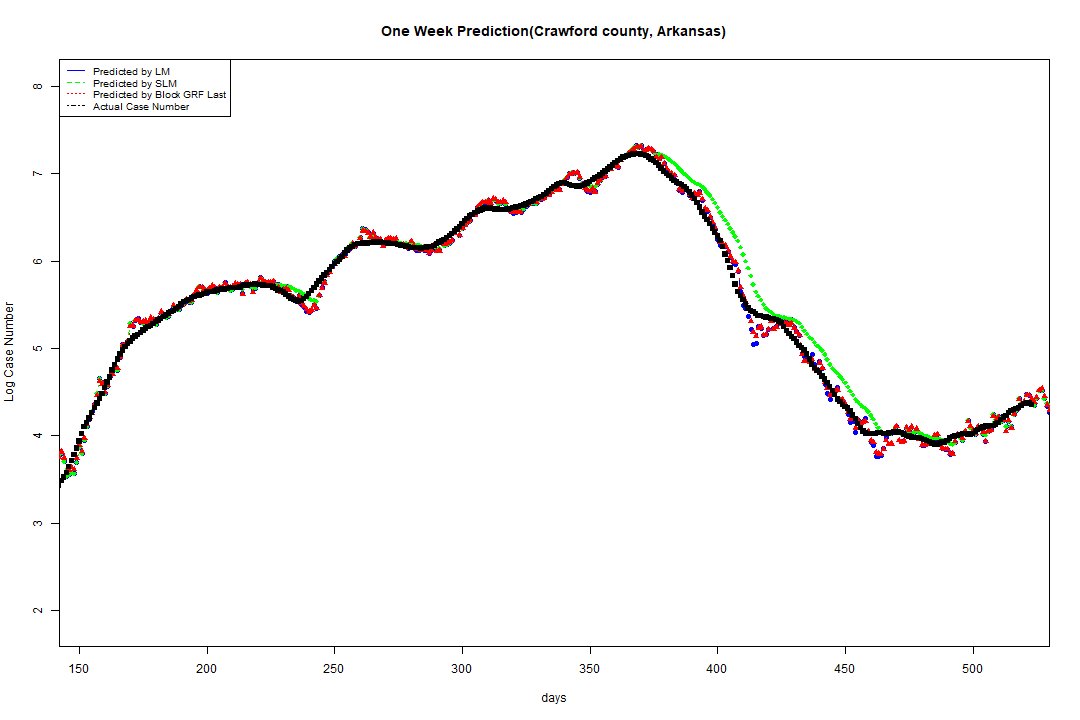 One Week Prediction(Crawford county, Arkansas)
Predicted by LM
Predicted by SLM
Predicted by Block GRF Last
Actual Case Number
8
7
6
5
4
3
2
Log Case Number
150 200 250 300 350 400 450 500
days